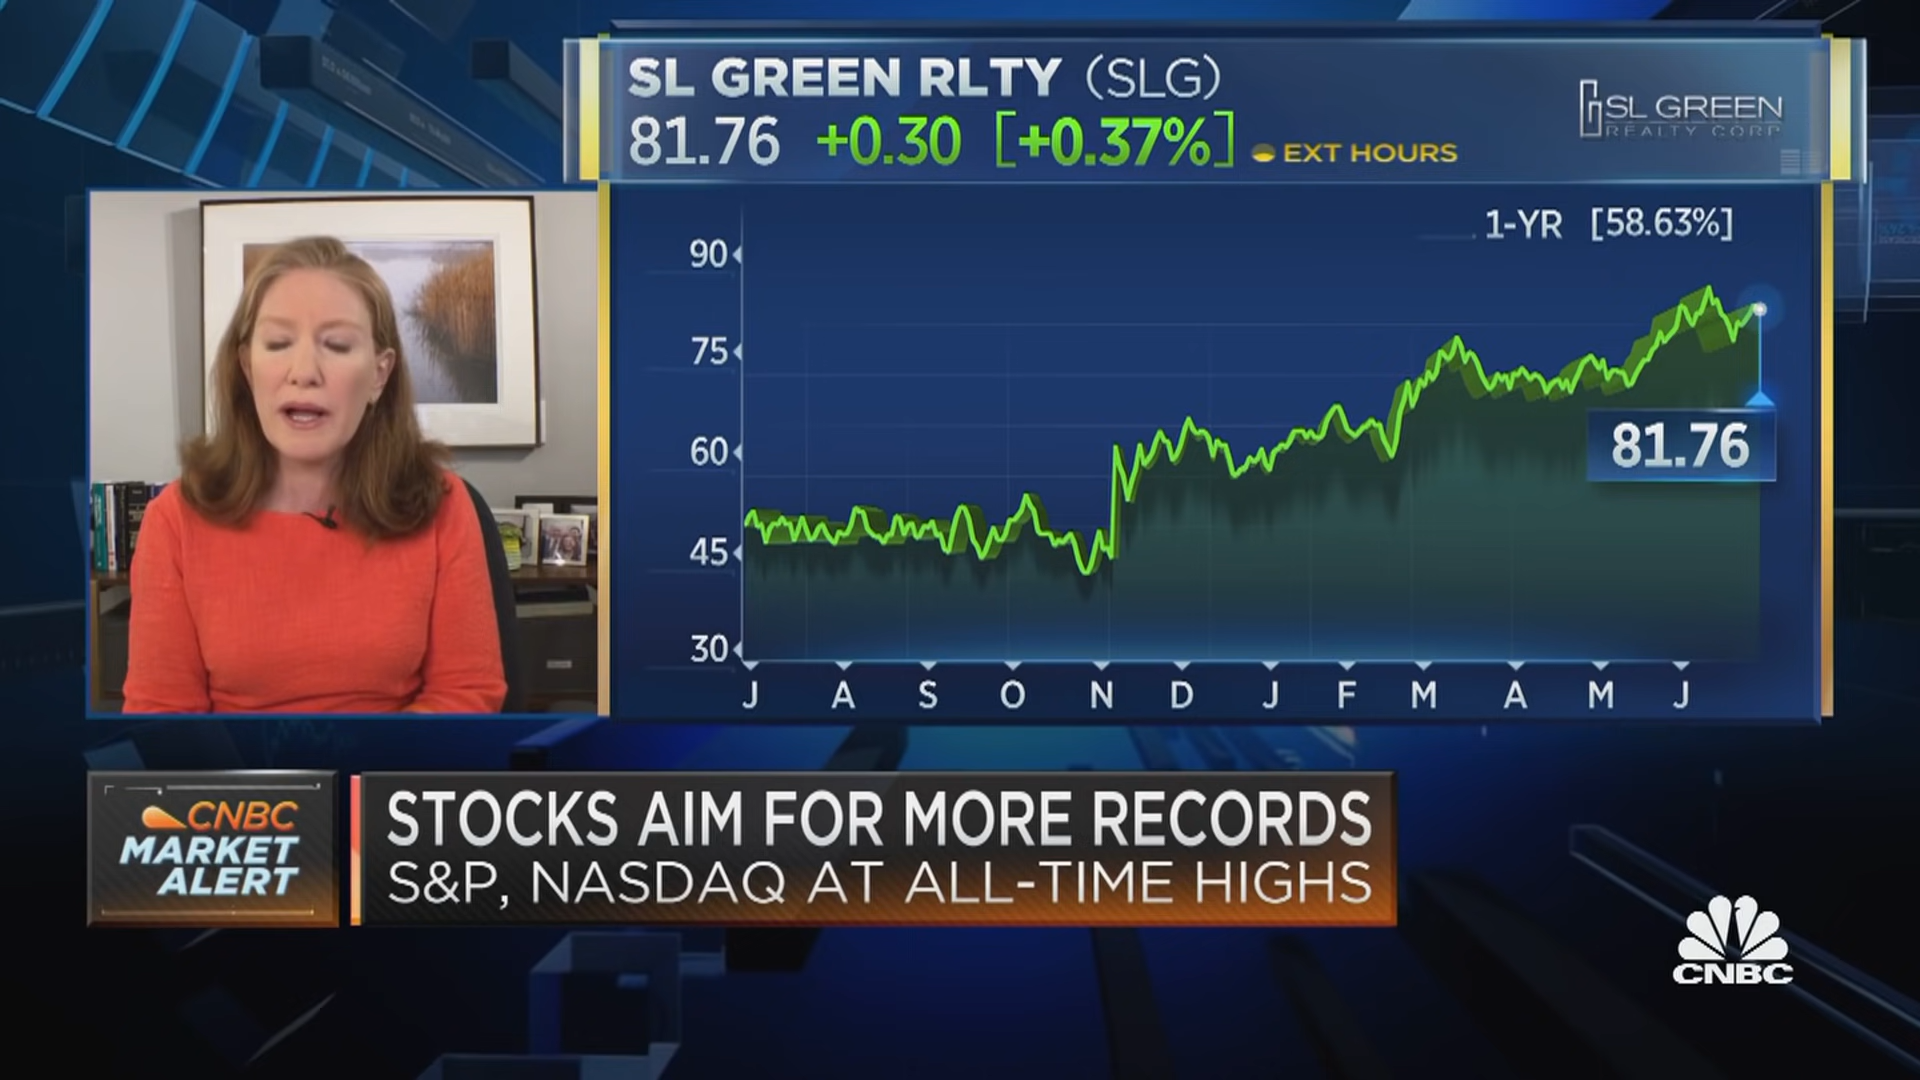 SL GREEN RLTY (SLG)
81.76 +0.30 [+0.37%] EXT HOURS
SL GREEN
REALTY CORP
1-YR [58.63%]
90
75
60
45
30
81.76
J A S O N D J F M A M J
CNBC
MARKET
ALERT
STOCKS AIM FOR MORE RECORDS
S&P, NASDAQ AT ALL-TIME HIGHS
CNBC